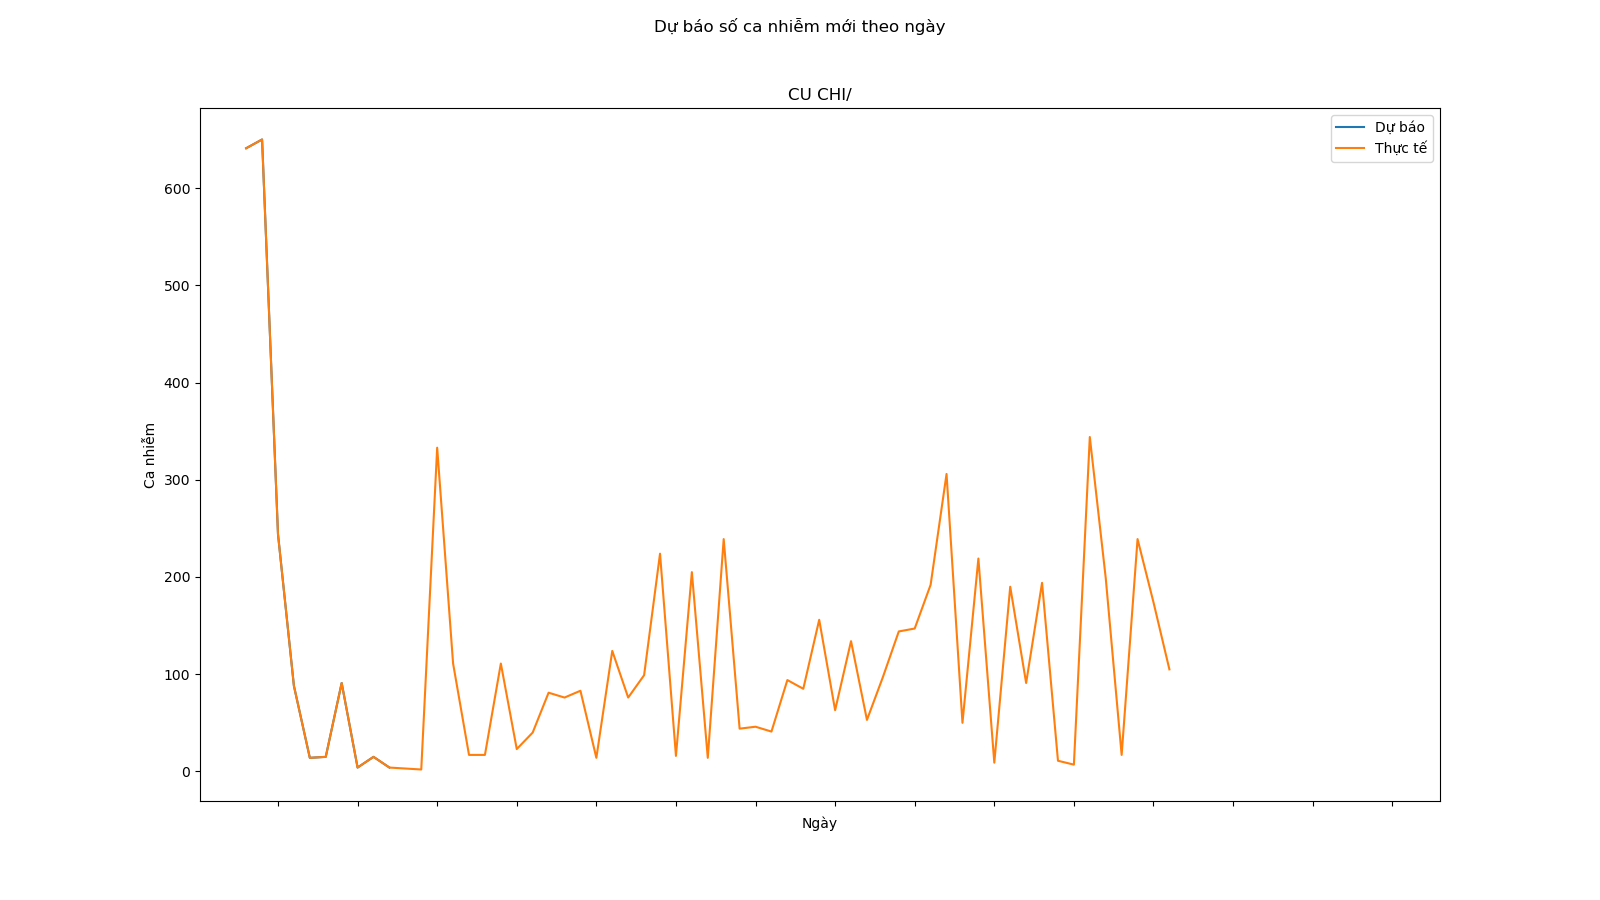 Dự báo số ca nhiễm mới theo ngày
CU CHI/
Dự báo
Thực tế
600
500
400
300
200
100
0
Ca nhiễm
Ngày